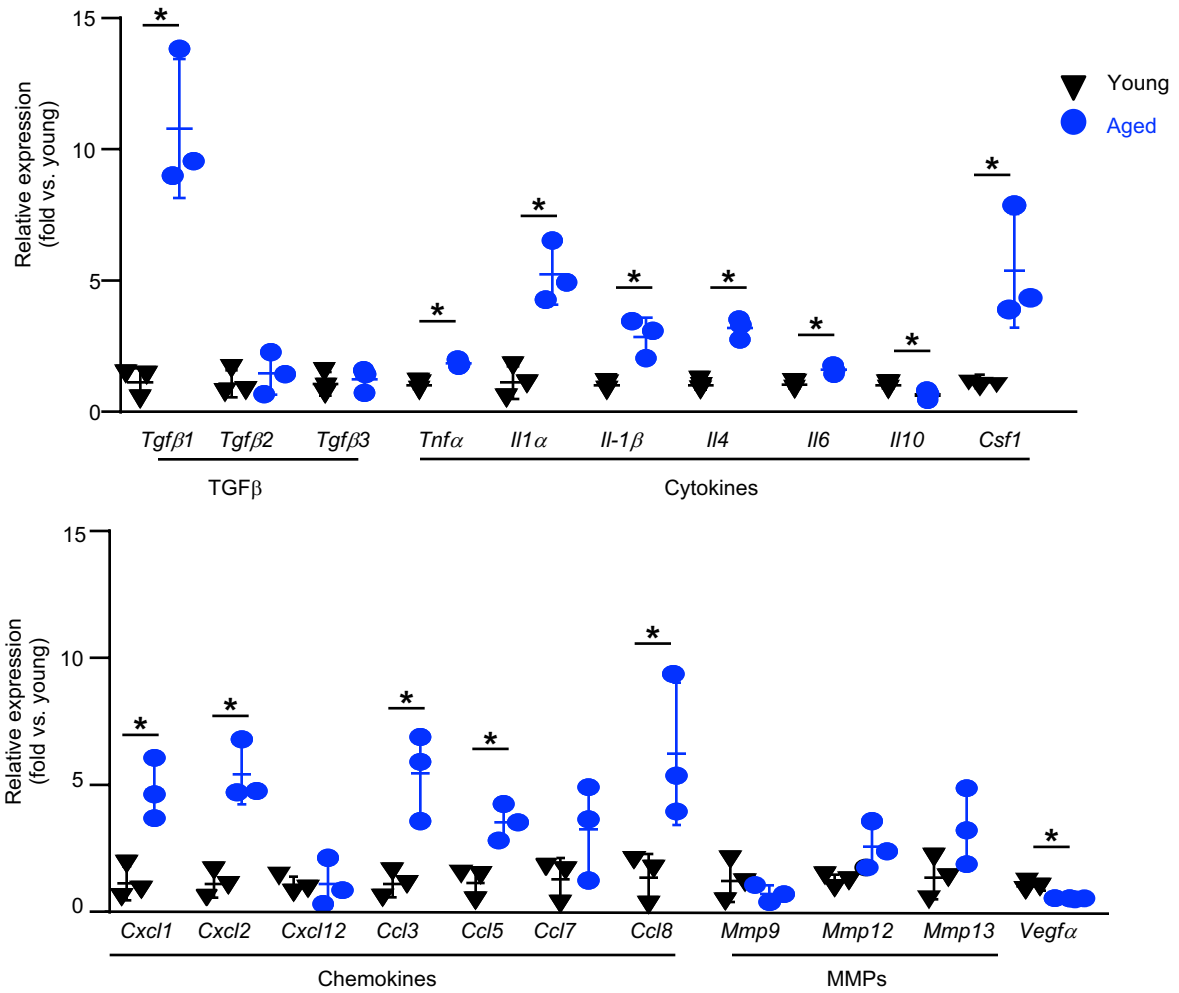 15
*
Relative expression
(fold vs. young)
Young
Aged
10
*
*
5
*
*
*
*
*
0
Tgfβ1 Tgfβ2 Tgfβ3 Tnfα Il1α Il-1β Il4 Il6 Il10 Csf1
TGFβ Cytokines
15
Relative expression
(fold vs. young)
10
*
*
*
*
*
5
*
0
Cxcl1 Cxcl2 Cxcl12 Ccl3 Ccl5 Ccl7 Ccl8 Mmp9 Mmp12 Mmp13 Vegfα
Chemokines MMPs